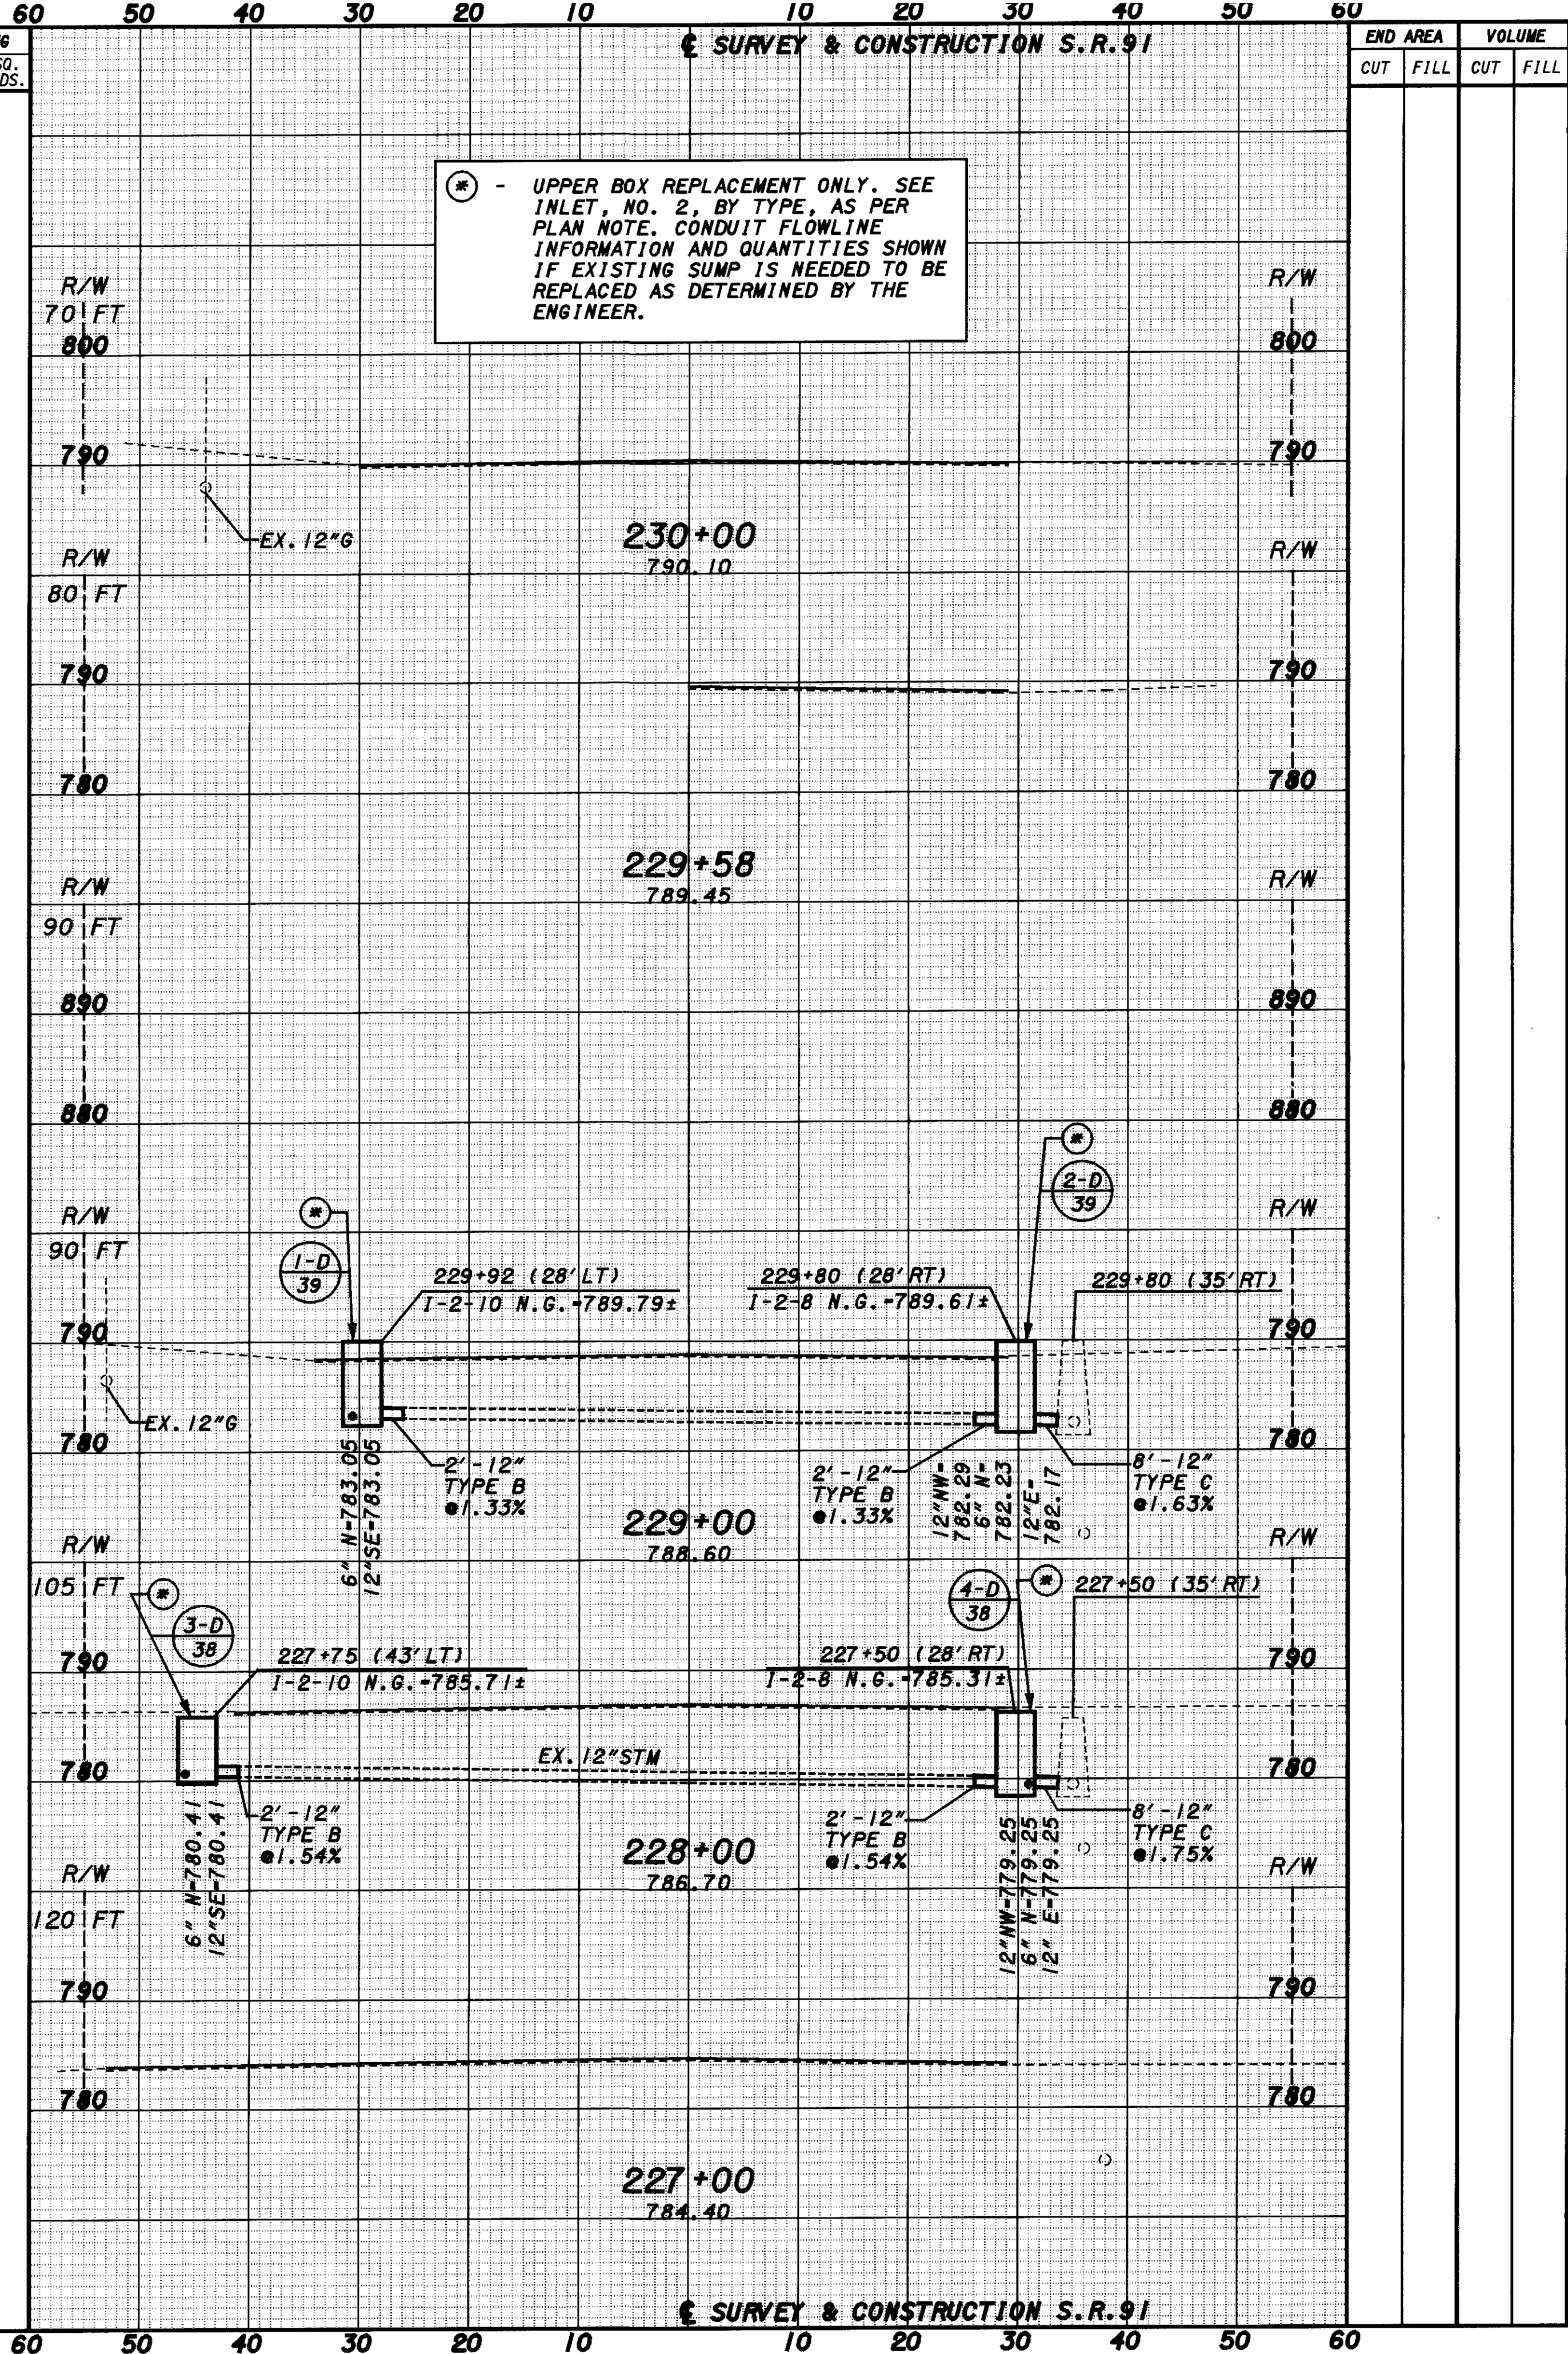 60 50 40 30 20 10 10 20 30 40 50 60
G
SQ.
DS.
℄ SURVEY & CONSTRUCTION S.R.91
END AREA VOLUME
CUT FILL CUT FILL
✱ - UPPER BOX REPLACEMENT ONLY. SEE
INLET, NO. 2, BY TYPE, AS PER
PLAN NOTE. CONDUIT FLOWLINE
INFORMATION AND QUANTITIES SHOWN
IF EXISTING SUMP IS NEEDED TO BE
REPLACED AS DETERMINED BY THE
ENGINEER.
R/W R/W
70 FT
800 800
790 790
EX. 12"G
230+00
790.10
R/W R/W
80 FT
790 790
780 780
229+58
789.45
R/W R/W
90 FT
890 890
880 880
✱
2-D
39
R/W R/W
✱
90 FT
1-D
39
229+92 (28' LT)
I-2-10 N.G.=789.79±
229+80 (28' RT)
I-2-8 N.G.=789.61±
229+80 (35' RT)
790 790
EX. 12"G
780 780
6" N=783.05
12"SE=783.05
2'-12"
TYPE B
@1.33%
2'-12"
TYPE B
@1.33%
12"NW=
782.29
6" N=
782.23
12"E=
782.17
8'-12"
TYPE C
@1.63%
229+00
788.60
R/W R/W
105 FT
✱
3-D
38
4-D
38
✱
227+50 (35' RT)
227+75 (43' LT)
I-2-10 N.G.=785.71±
227+50 (28' RT)
I-2-8 N.G.=785.31±
790 790
EX. 12"STM
780 780
6" N=780.41
12"SE=780.41
2'-12"
TYPE B
@1.54%
2'-12"
TYPE B
@1.54%
12"NW=779.25
6" N=779.25
12" E=779.25
8'-12"
TYPE C
@1.75%
228+00
786.70
R/W R/W
120 FT
790 790
780 780
227+00
784.40
℄ SURVEY & CONSTRUCTION S.R.91
60 50 40 30 20 10 10 20 30 40 50 60